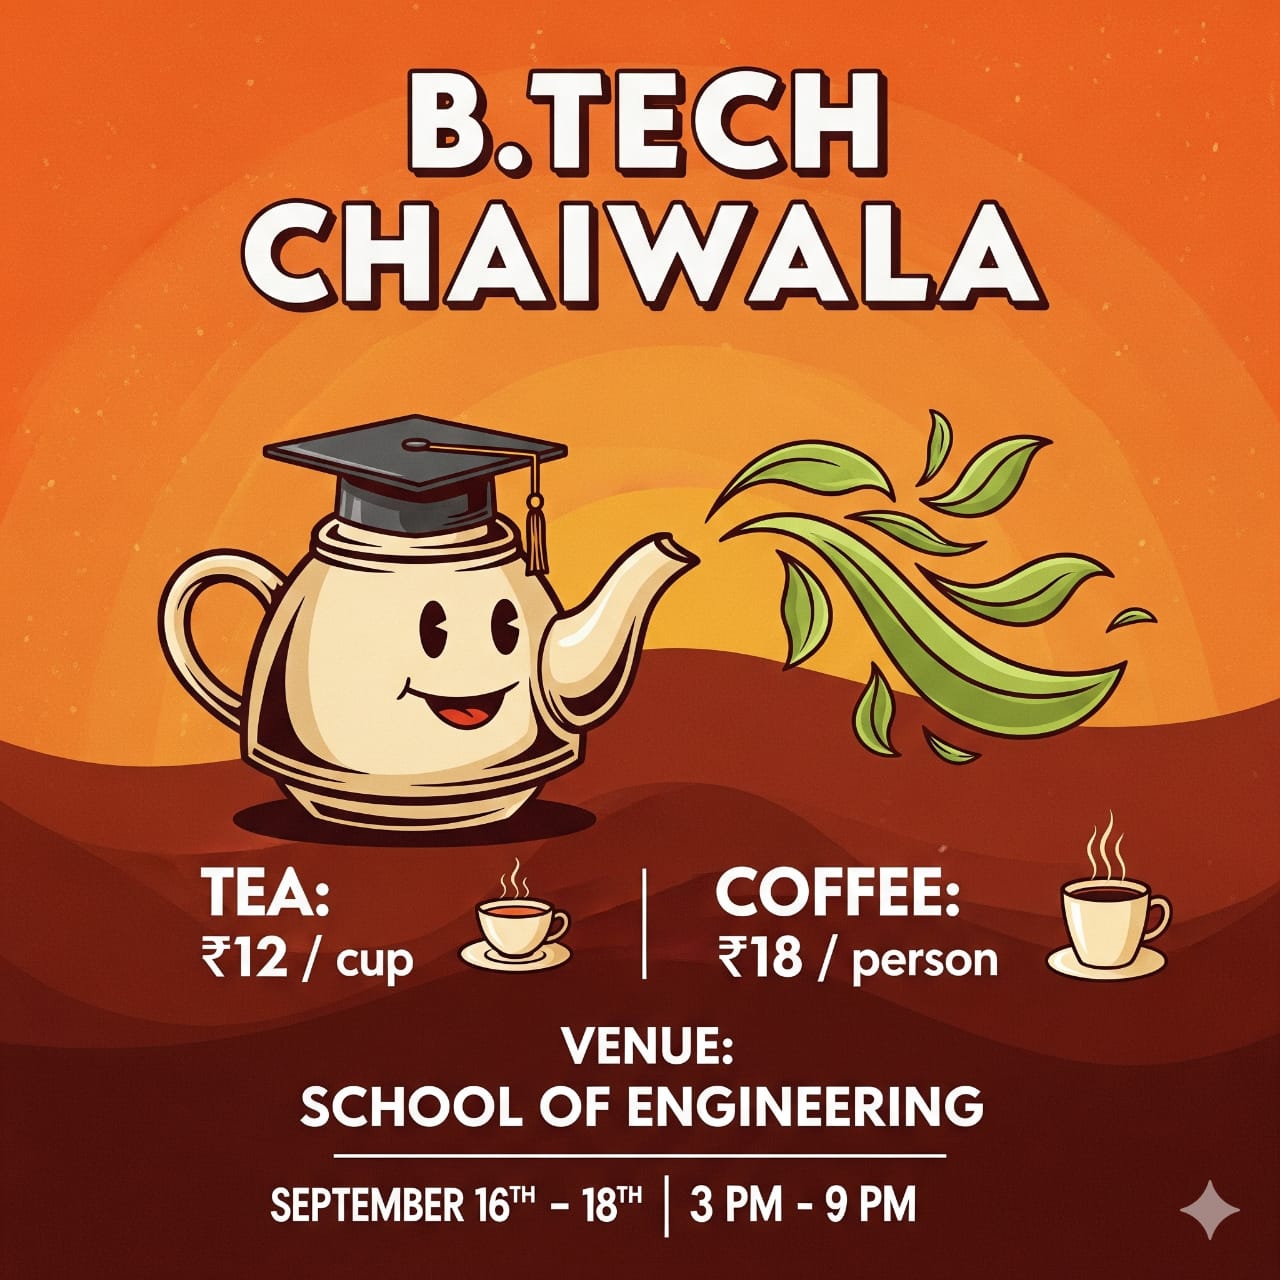 B.TECH
CHAIWALA
TEA:
₹12 / cup
COFFEE:
₹18 / person
VENUE:
SCHOOL OF ENGINEERING
SEPTEMBER 16TH – 18TH | 3 PM - 9 PM